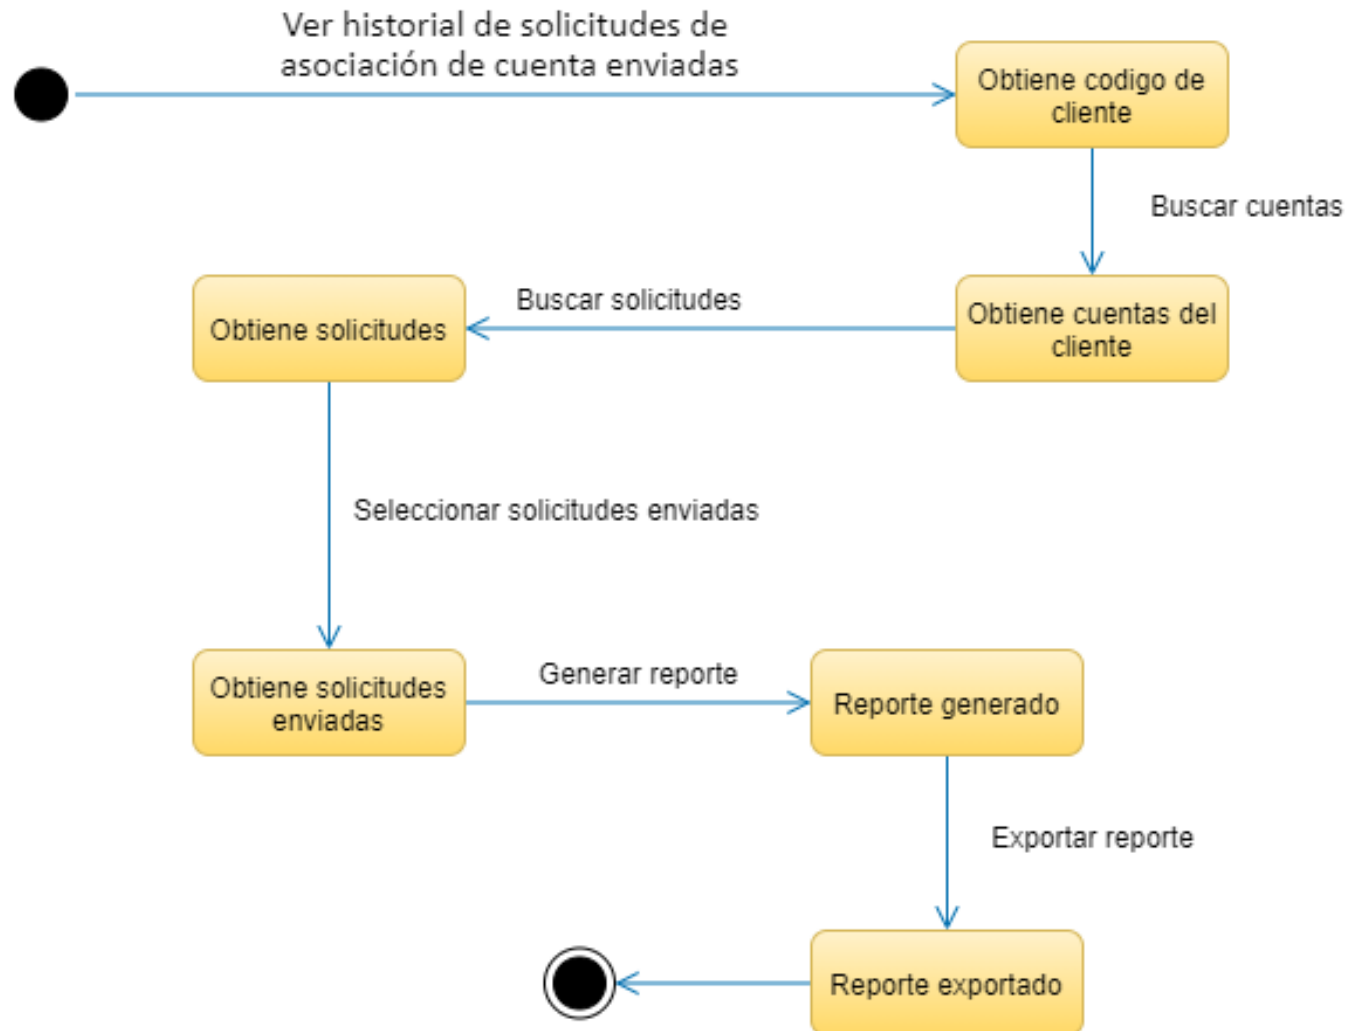 Ver historial de solicitudes de
asociación de cuenta enviadas
Obtiene codigo de
cliente
Buscar cuentas
Obtiene cuentas del
cliente
Buscar solicitudes
Obtiene solicitudes
Seleccionar solicitudes enviadas
Obtiene solicitudes
enviadas
Generar reporte
Reporte generado
Exportar reporte
Reporte exportado